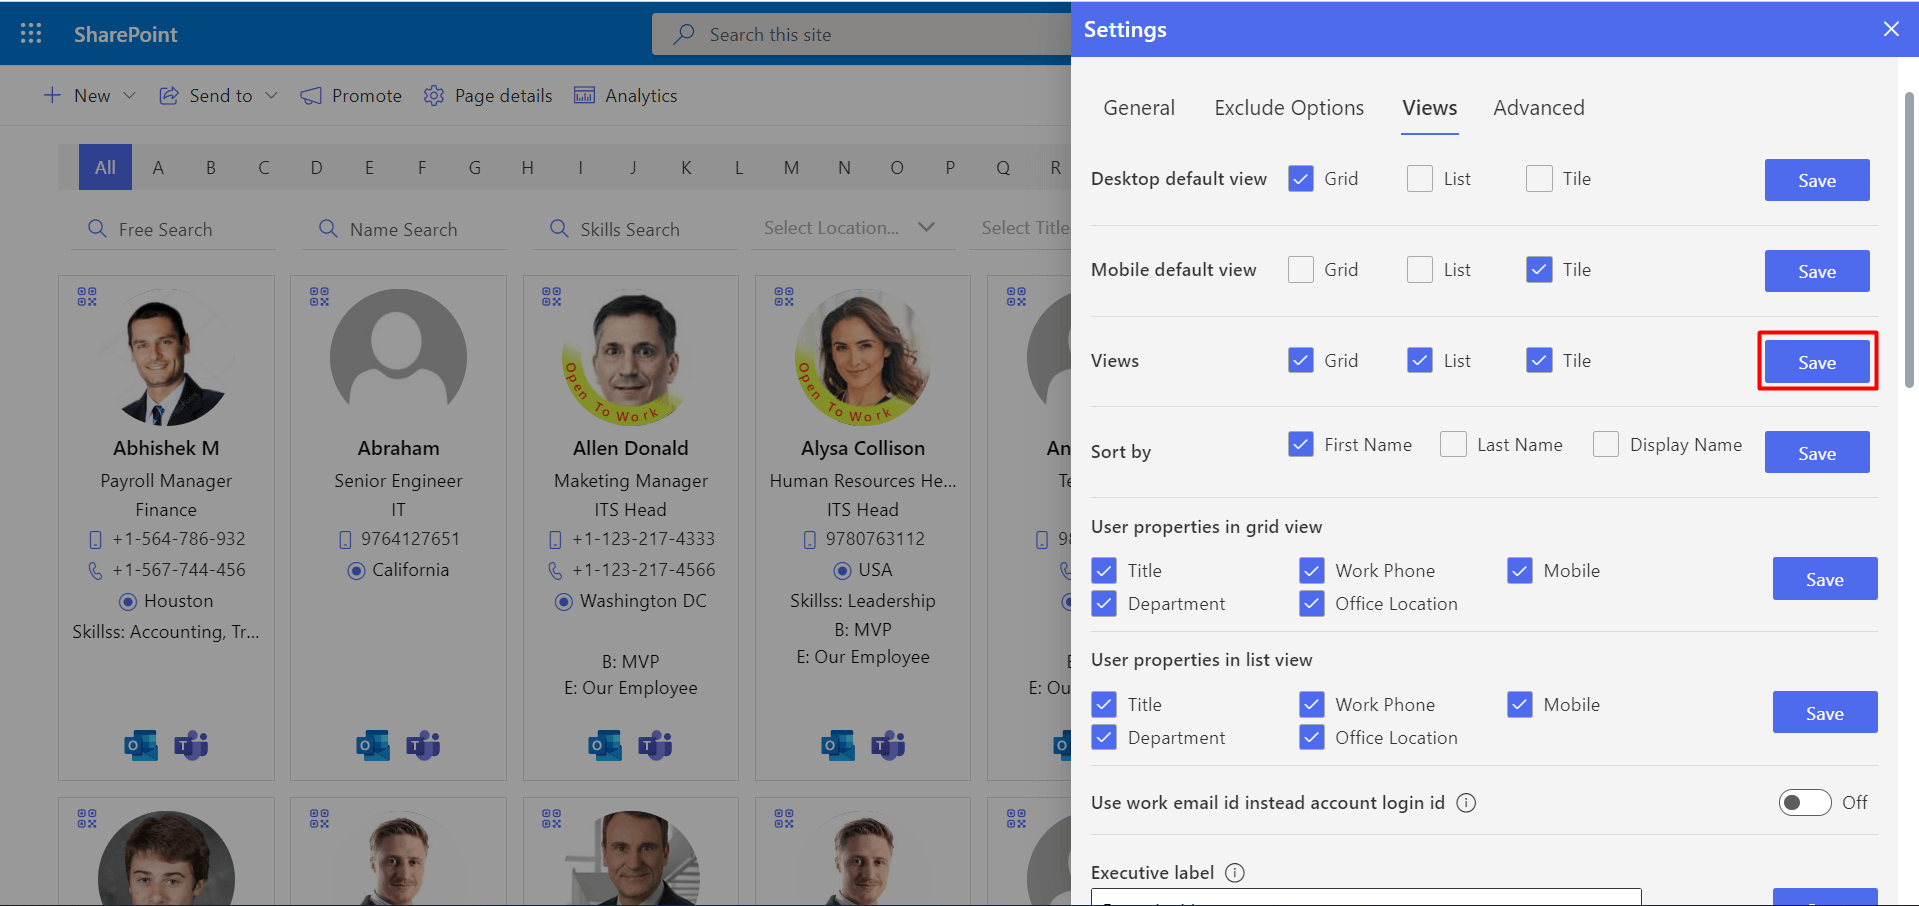 SharePoint
Search this site
New
Send to
Promote
Page details
Analytics
All A B C D E F G H I J K L M N O P Q R
Free Search
Name Search
Skills Search
Select Location...
Select Title
Abhishek M
Payroll Manager
Finance
+1-564-786-932
+1-567-744-456
Houston
Skillss: Accounting, Tr...
Abraham
Senior Engineer
IT
9764127651
California
Open To Work
Allen Donald
Maketing Manager
ITS Head
+1-123-217-4333
+1-123-217-4566
Washington DC
B: MVP
E: Our Employee
Open To Work
Alysa Collison
Human Resources He...
ITS Head
9780763112
USA
Skillss: Leadership
B: MVP
E: Our Employee
An
Te
E: Ou
Settings
General
Exclude Options
Views
Advanced
Desktop default view
Grid
List
Tile
Save
Mobile default view
Grid
List
Tile
Save
Views
Grid
List
Tile
Save
Sort by
First Name
Last Name
Display Name
Save
User properties in grid view
Title
Work Phone
Mobile
Department
Office Location
Save
User properties in list view
Title
Work Phone
Mobile
Department
Office Location
Save
Use work email id instead account login id
Off
Executive label